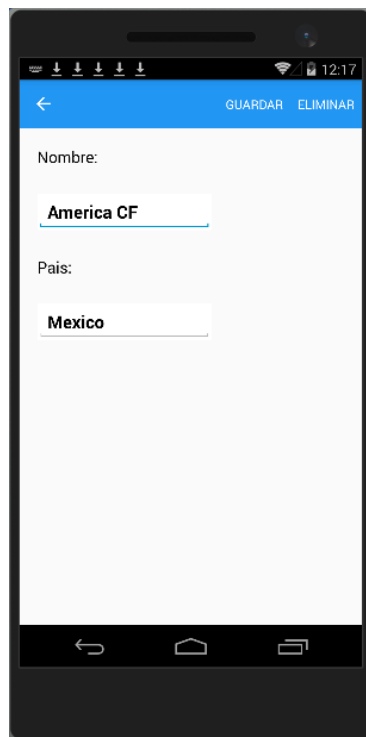 12:17
GUARDAR ELIMINAR
Nombre:
America CF
Pais:
Mexico